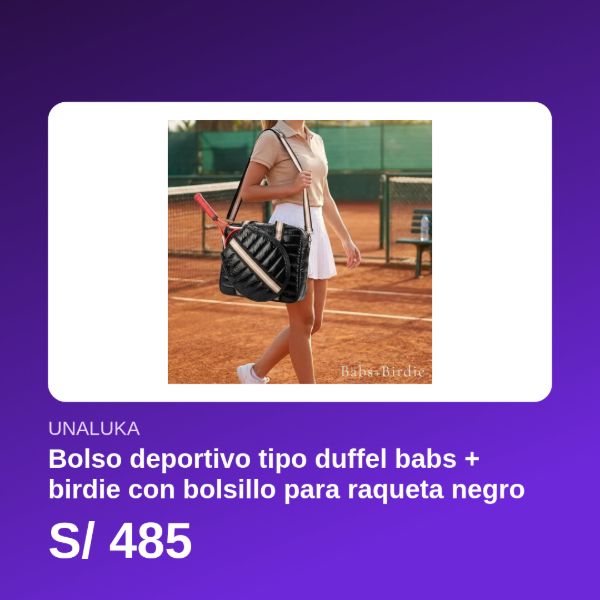 Babs+Birdie
UNALUKA
Bolso deportivo tipo duffel babs +
birdie con bolsillo para raqueta negro
S/ 485